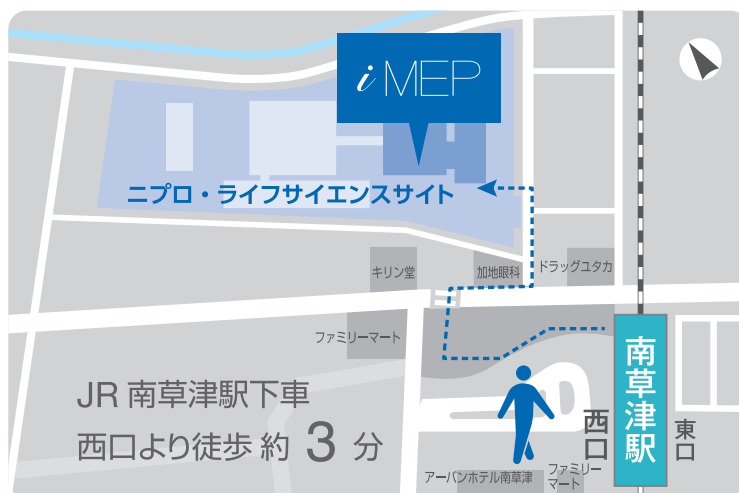 iMEP
ニプロ・ライフサイエンスサイト
キリン堂
加地眼科
ドラッグユタカ
ファミリーマート
JR 南草津駅下車
西口より徒歩 約 3 分
南草津駅
西口
東口
アーバンホテル南草津
ファミリー
マート